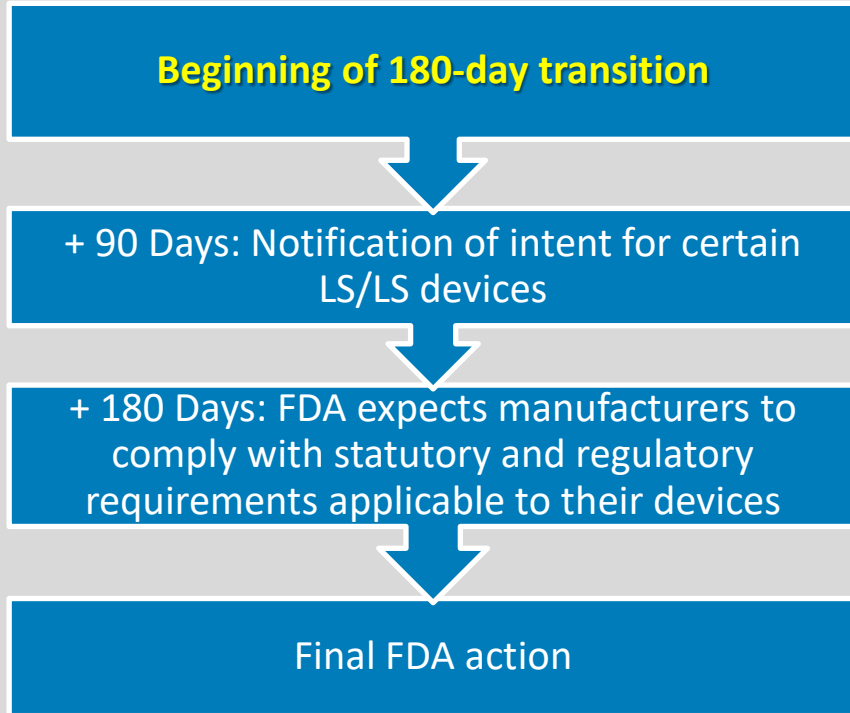 Beginning of 180-day transition
+ 90 Days: Notification of intent for certain
LS/LS devices
+ 180 Days: FDA expects manufacturers to
comply with statutory and regulatory
requirements applicable to their devices
Final FDA action